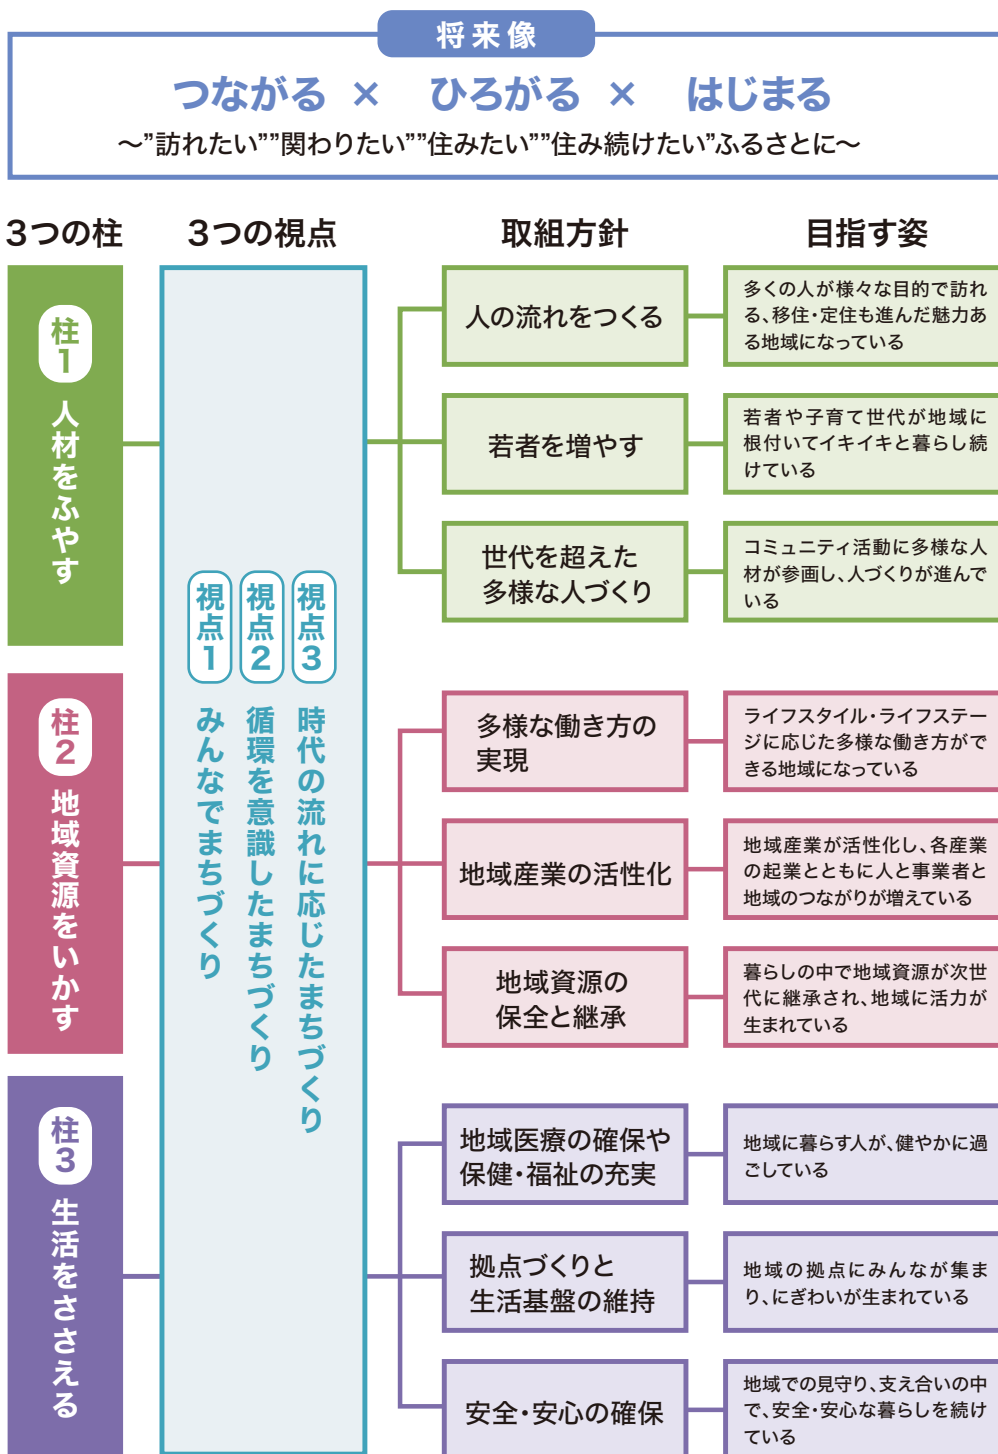 将来像
つながる × ひろがる × はじまる
～”訪れたい””関わりたい””住みたい””住み続けたい”ふるさとに～
3つの柱
3つの視点
取組方針
目指す姿
柱1
人材をふやす
人の流れをつくる
多くの人が様々な目的で訪れ
る、移住・定住も進んだ魅力あ
る地域になっている
若者を増やす
若者や子育て世代が地域に
根付いてイキイキと暮らし続
けている
世代を超えた
多様な人づくり
コミュニティ活動に多様な人
材が参画し、人づくりが進んで
いる
視点1
みんなでまちづくり
視点2
循環を意識したまちづくり
視点3
時代の流れに応じたまちづくり
柱2
地域資源をいかす
多様な働き方の
実現
ライフスタイル・ライフステー
ジに応じた多様な働き方がで
きる地域になっている
地域産業の活性化
地域産業が活性化し、各産業
の起業とともに人と事業者と
地域のつながりが増えている
地域資源の
保全と継承
暮らしの中で地域資源が次世
代に継承され、地域に活力が
生まれている
柱3
生活をささえる
地域医療の確保や
保健・福祉の充実
地域に暮らす人が、健やかに過
ごしている
拠点づくりと
生活基盤の維持
地域の拠点にみんなが集ま
り、にぎわいが生まれている
安全・安心の確保
地域での見守り、支え合いの中
で、安全・安心な暮らしを続け
ている